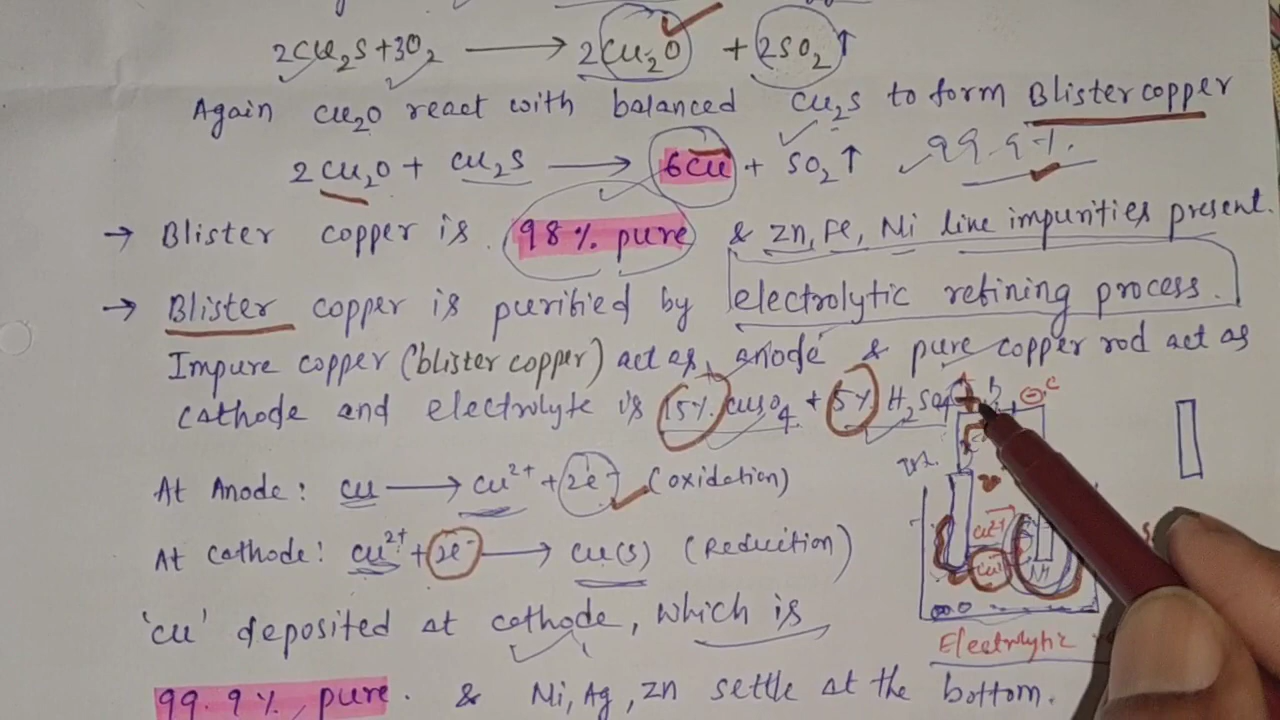 2Cu₂S+3O₂ ⟶ 2Cu₂O + 2SO₂↑
Again Cu₂O react with balanced Cu₂S to form Blister copper
2Cu₂O + Cu₂S ⟶ 6Cu + SO₂↑ 99.9%.
→ Blister copper is 98% pure & Zn, Fe, Ni line impurities present.
→ Blister copper is purified by electrolytic refining process.
Impure copper (blister copper) act as anode & pure copper rod act as
cathode and electrolyte is 15% CuSO₄ + 5% H₂SO₄
At Anode: Cu ⟶ Cu²⁺ + 2e⁻ (oxidation)
At cathode: Cu²⁺ + 2e⁻ ⟶ Cu(s) (Reduction)
'Cu' deposited at cathode, which is
99.9% pure. & Ni, Ag, Zn settle at the bottom.
+ ⊖ C
Cu²⁺
Electrolytic